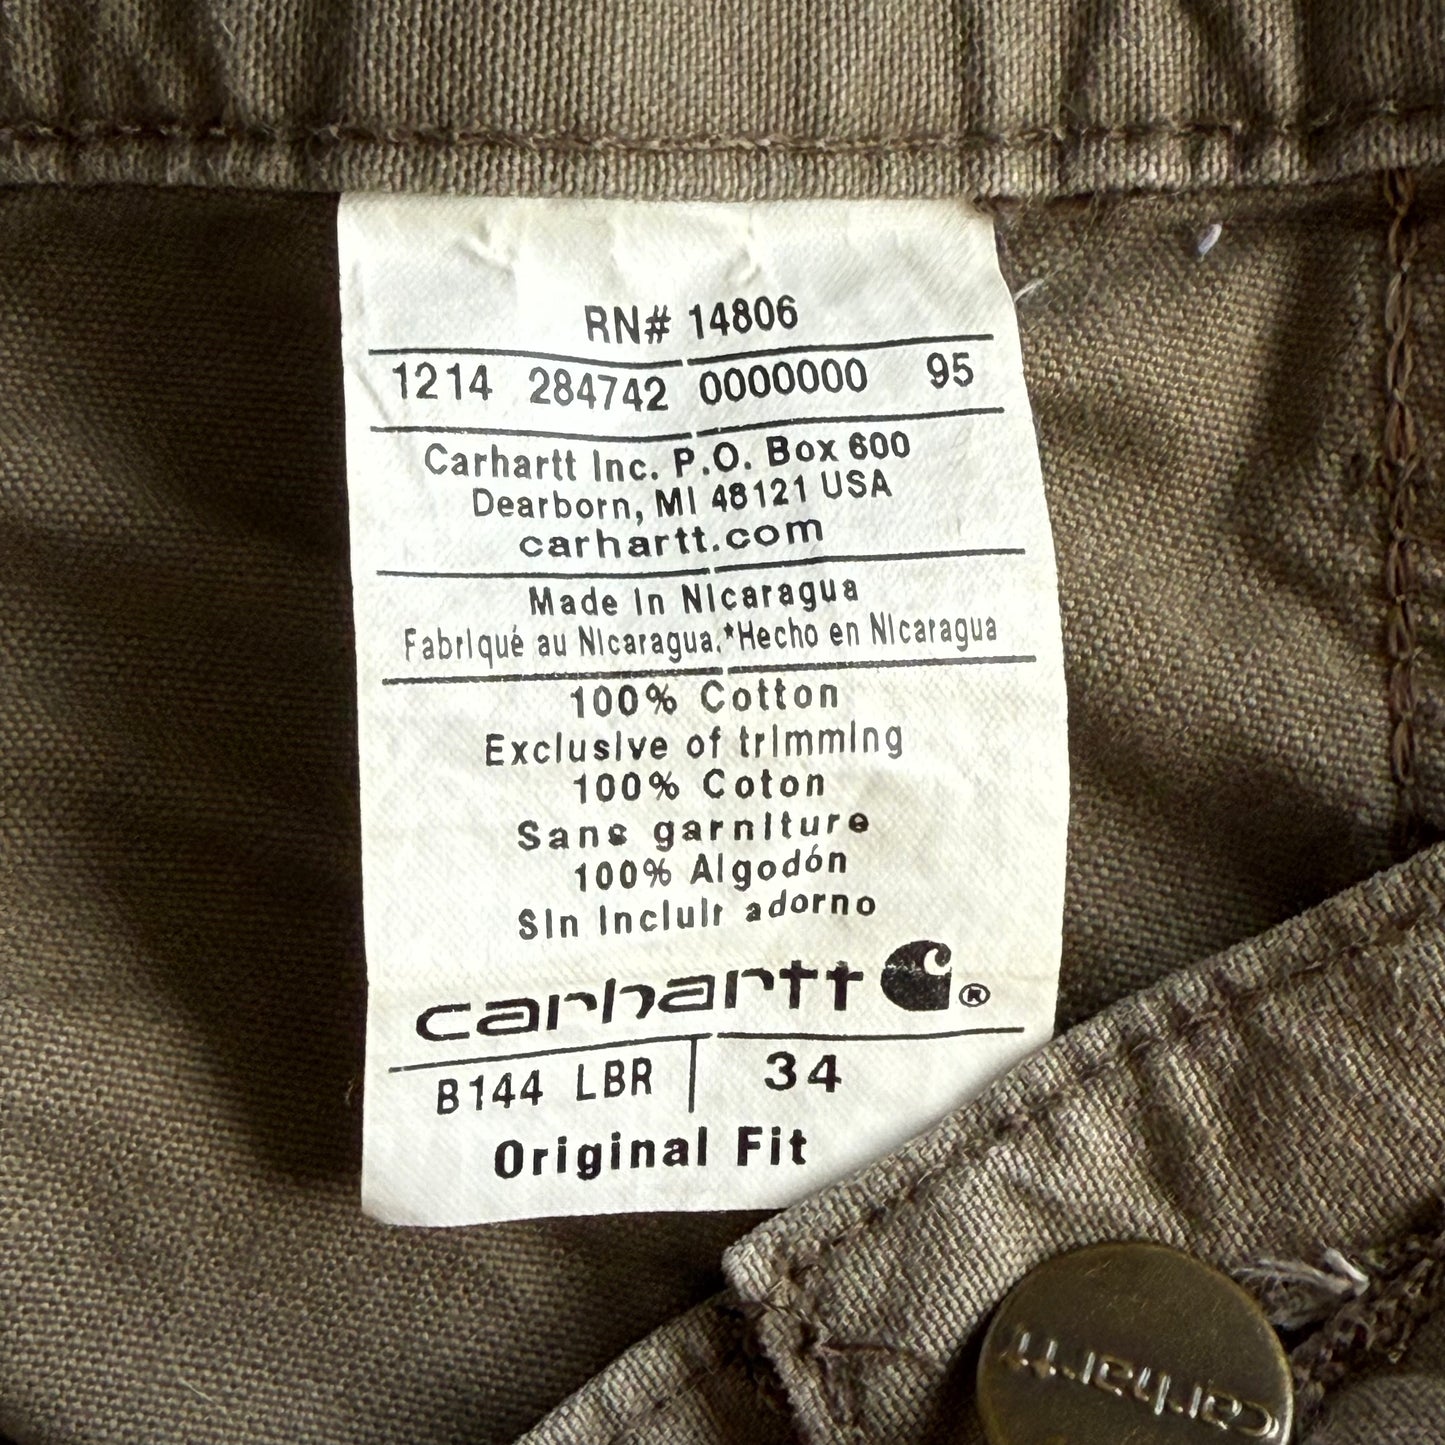 RN# 14806
1214 284742 0000000 95
Carhartt Inc. P.O. Box 600
Dearborn, MI 48121 USA
carhartt.com
Made in Nicaragua
Fabriqué au Nicaragua.*Hecho en Nicaragua
100% Cotton
Exclusive of trimming
100% Coton
Sans garniture
100% Algodón
Sin incluir adorno
carhartt ®
B144 LBR 34
Original Fit
Carhartt